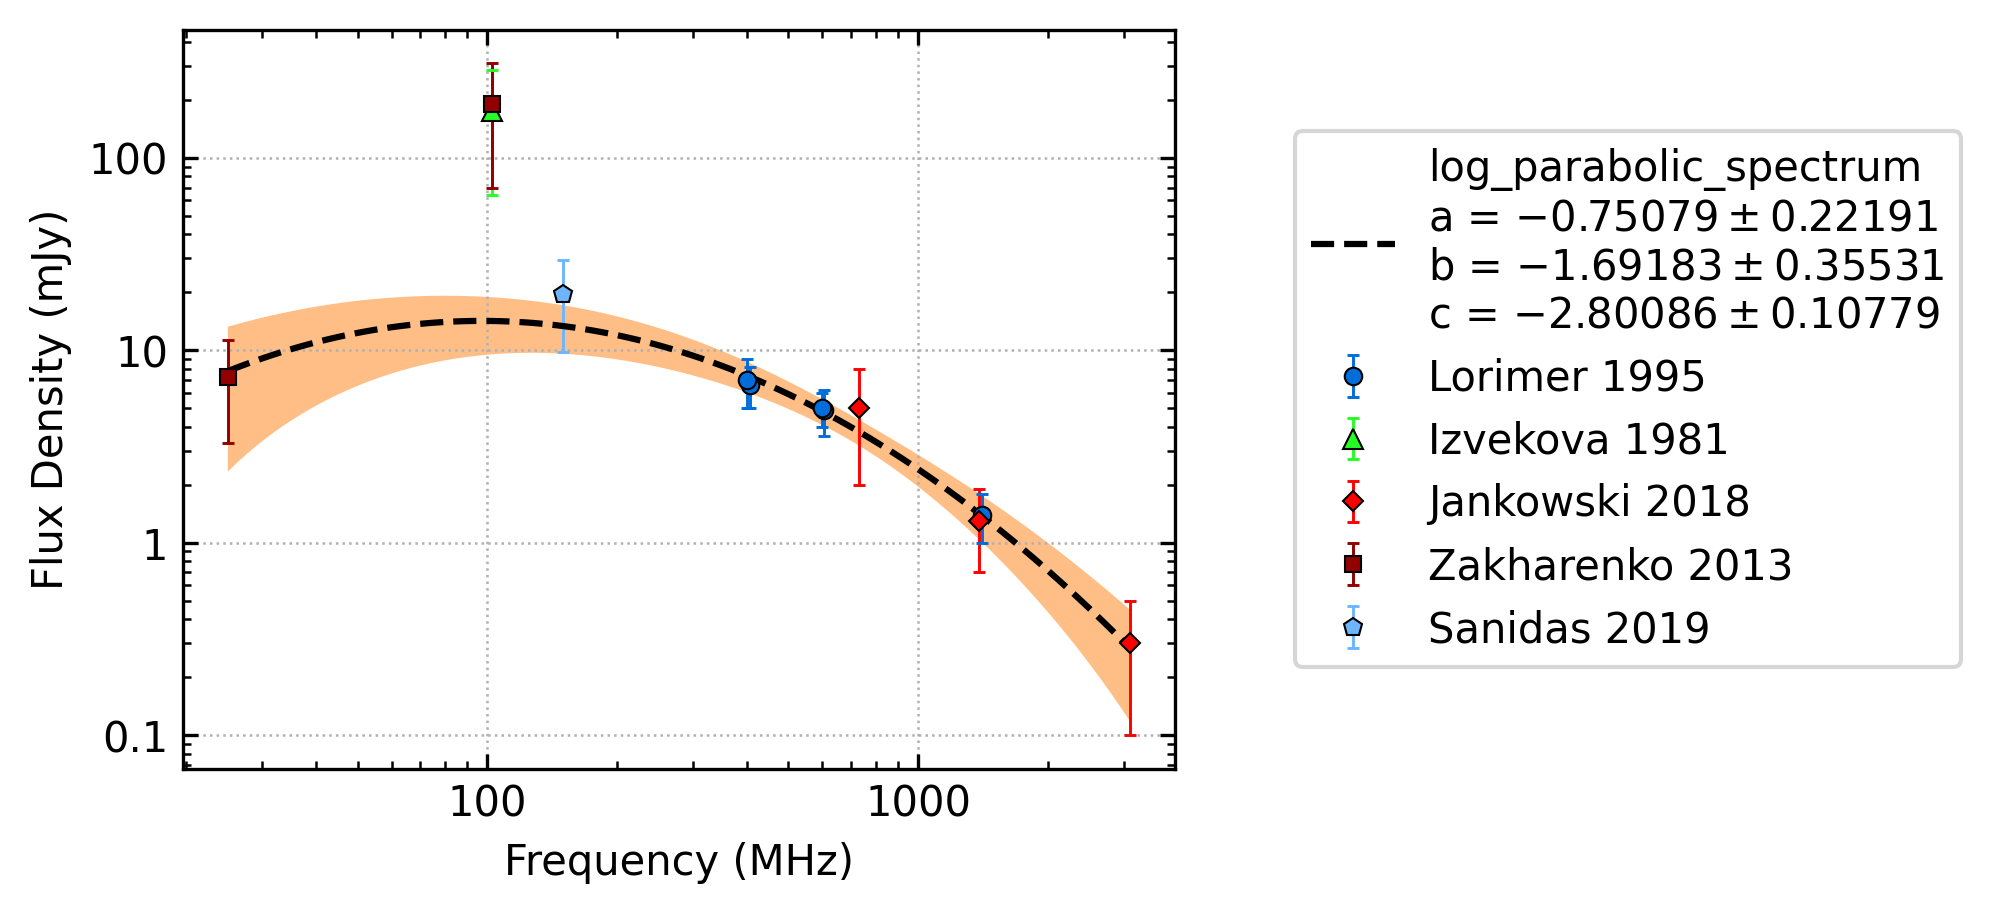 100
10
1
0.1
Flux Density (mJy)
100
1000
Frequency (MHz)
log_parabolic_spectrum
a = −0.75079 ± 0.22191
b = −1.69183 ± 0.35531
c = −2.80086 ± 0.10779
Lorimer 1995
Izvekova 1981
Jankowski 2018
Zakharenko 2013
Sanidas 2019